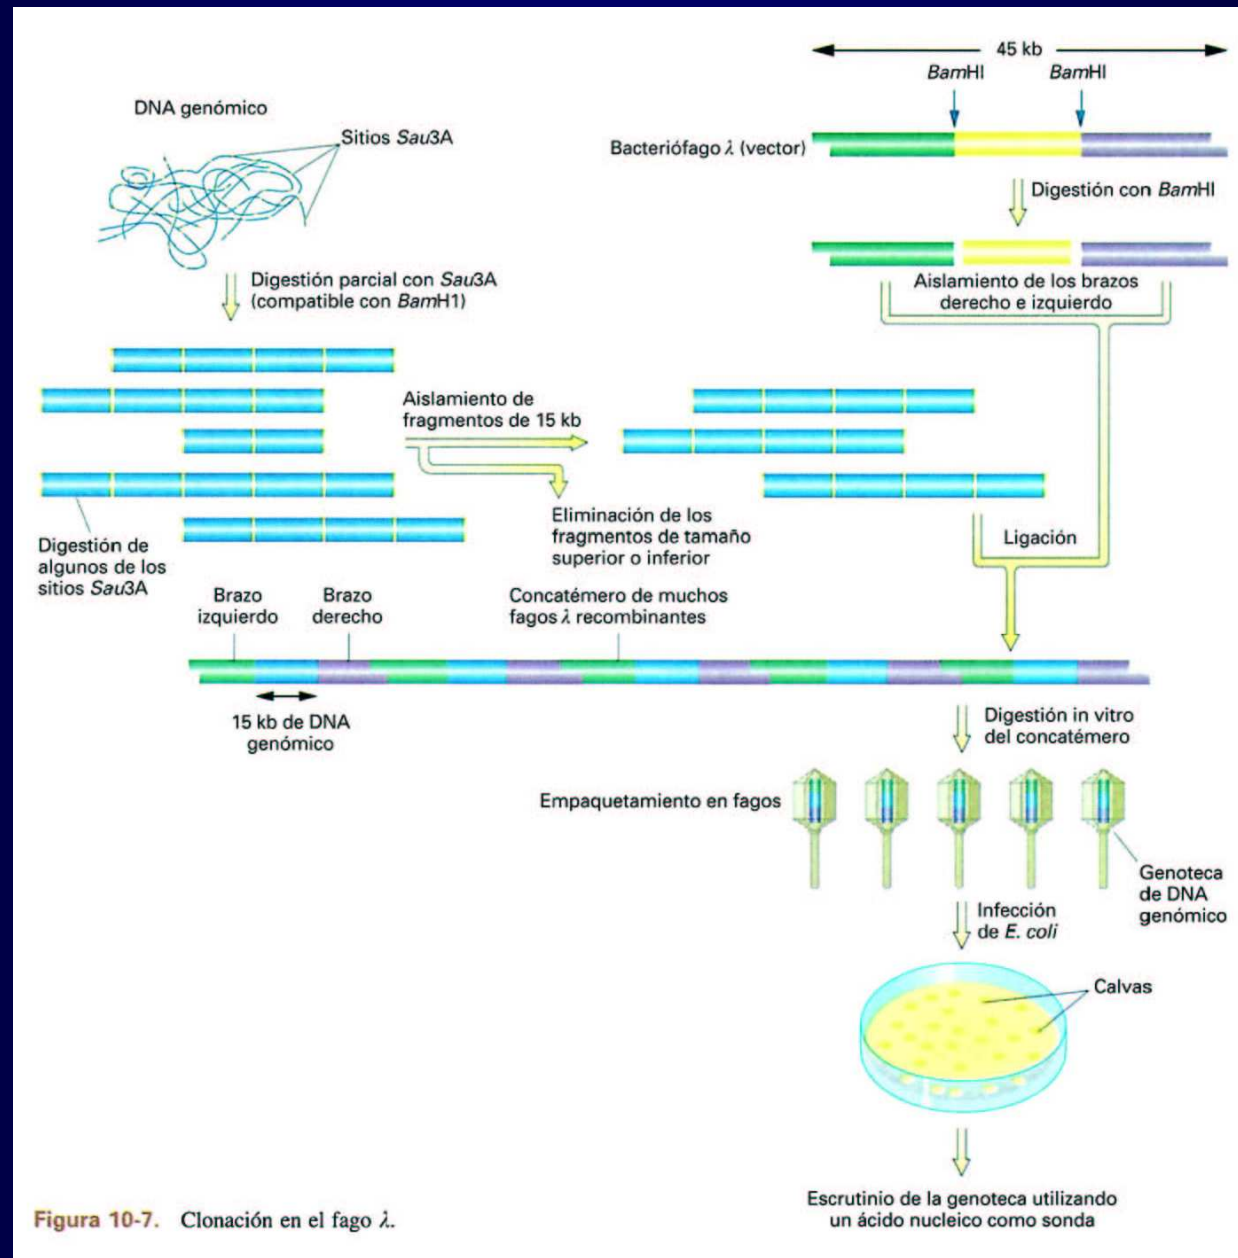 45 kb
BamHI
BamHI
DNA genómico
Sitios Sau3A
Bacteriófago λ (vector)
Digestión con BamHI
Digestión parcial con Sau3A
(compatible con BamH1)
Aislamiento de los brazos
derecho e izquierdo
Aislamiento de
fragmentos de 15 kb
Eliminación de los
fragmentos de tamaño
superior o inferior
Ligación
Digestión de
algunos de los
sitios Sau3A
Brazo
izquierdo
Brazo
derecho
Concatémero de muchos
fagos λ recombinantes
15 kb de DNA
genómico
Digestión in vitro
del concatémero
Empaquetamiento en fagos
Genoteca
de DNA
genómico
Infección
de E. coli
Calvas
Escrutinio de la genoteca utilizando
un ácido nucleico como sonda
Figura 10-7. Clonación en el fago λ.